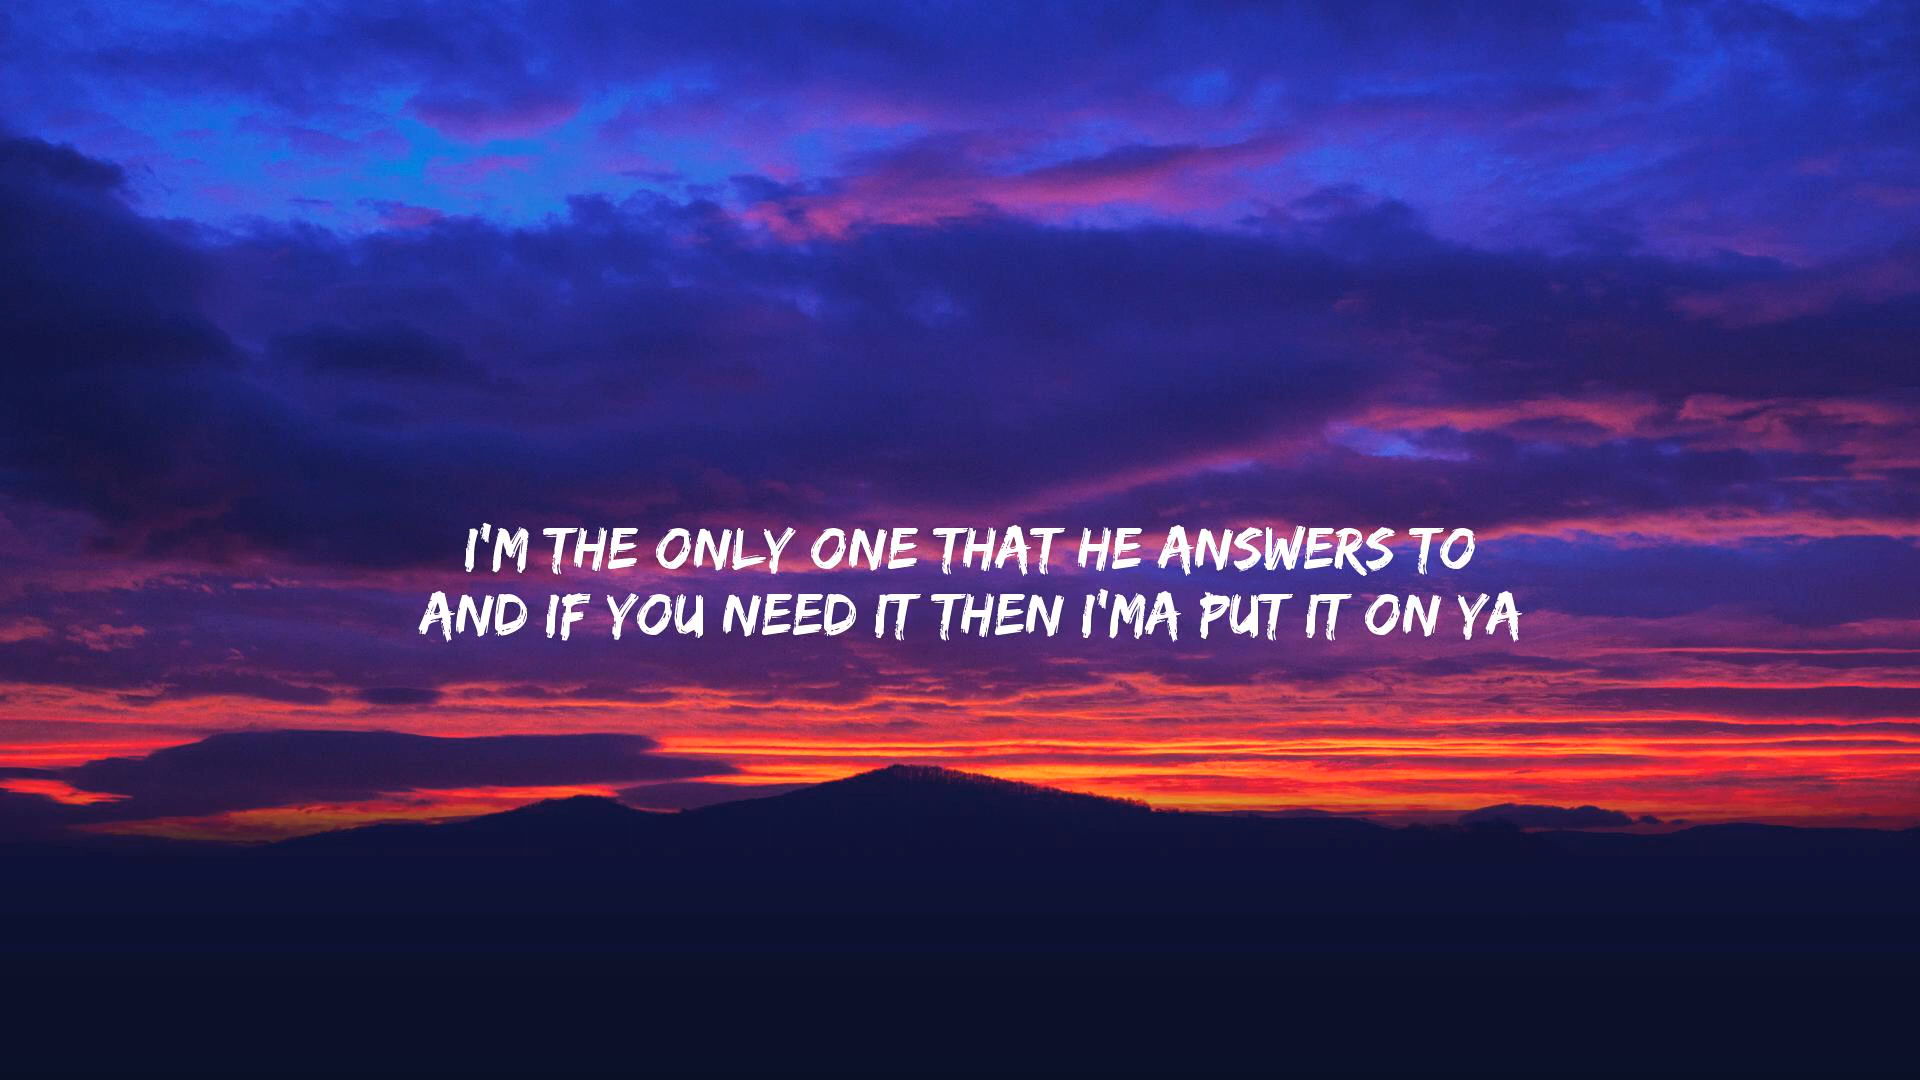 I'M THE ONLY ONE THAT HE ANSWERS TO
AND IF YOU NEED IT THEN I'MA PUT IT ON YA